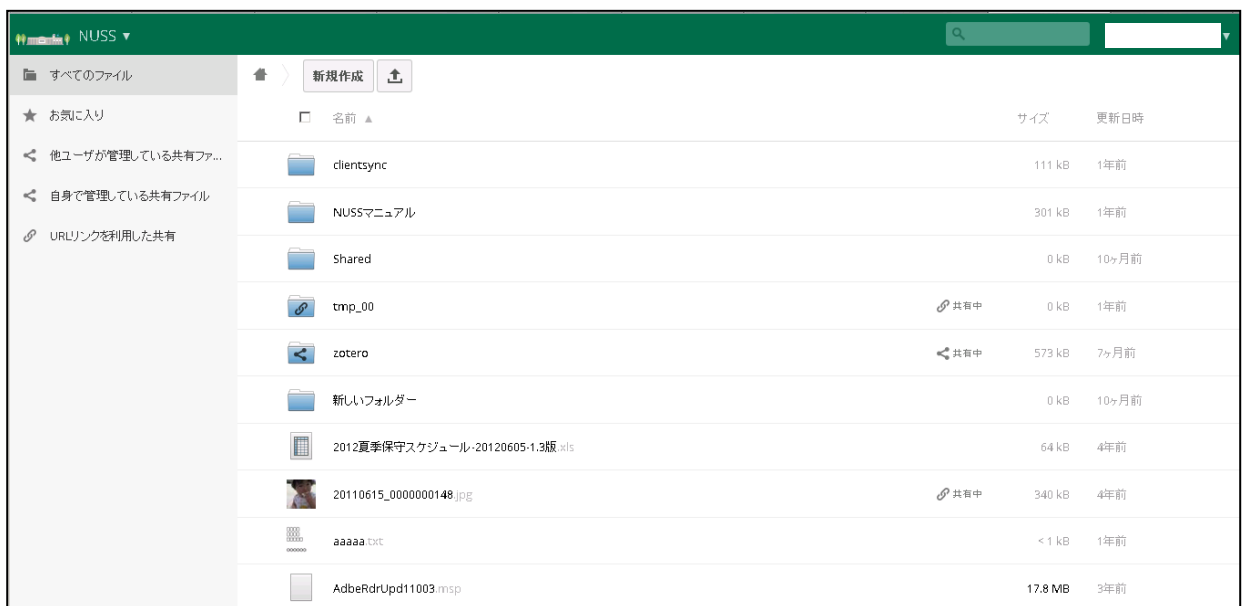 NUSS ▼
すべてのファイル
お気に入り
他ユーザが管理している共有ファ...
自身で管理している共有ファイル
URLリンクを利用した共有
新規作成
名前 ▲ サイズ 更新日時
clientsync 111 kB 1年前
NUSSマニュアル 301 kB 1年前
Shared 0 kB 10ヶ月前
tmp_00 共有中 0 kB 1年前
zotero 共有中 573 kB 7ヶ月前
新しいフォルダー 0 kB 10ヶ月前
2012夏季保守スケジュール-20120605-1.3版.xls 64 kB 4年前
20110615_0000000148.jpg 共有中 340 kB 4年前
aaaaa.txt < 1 kB 1年前
AdbeRdrUpd11003.msp 17.8 MB 3年前